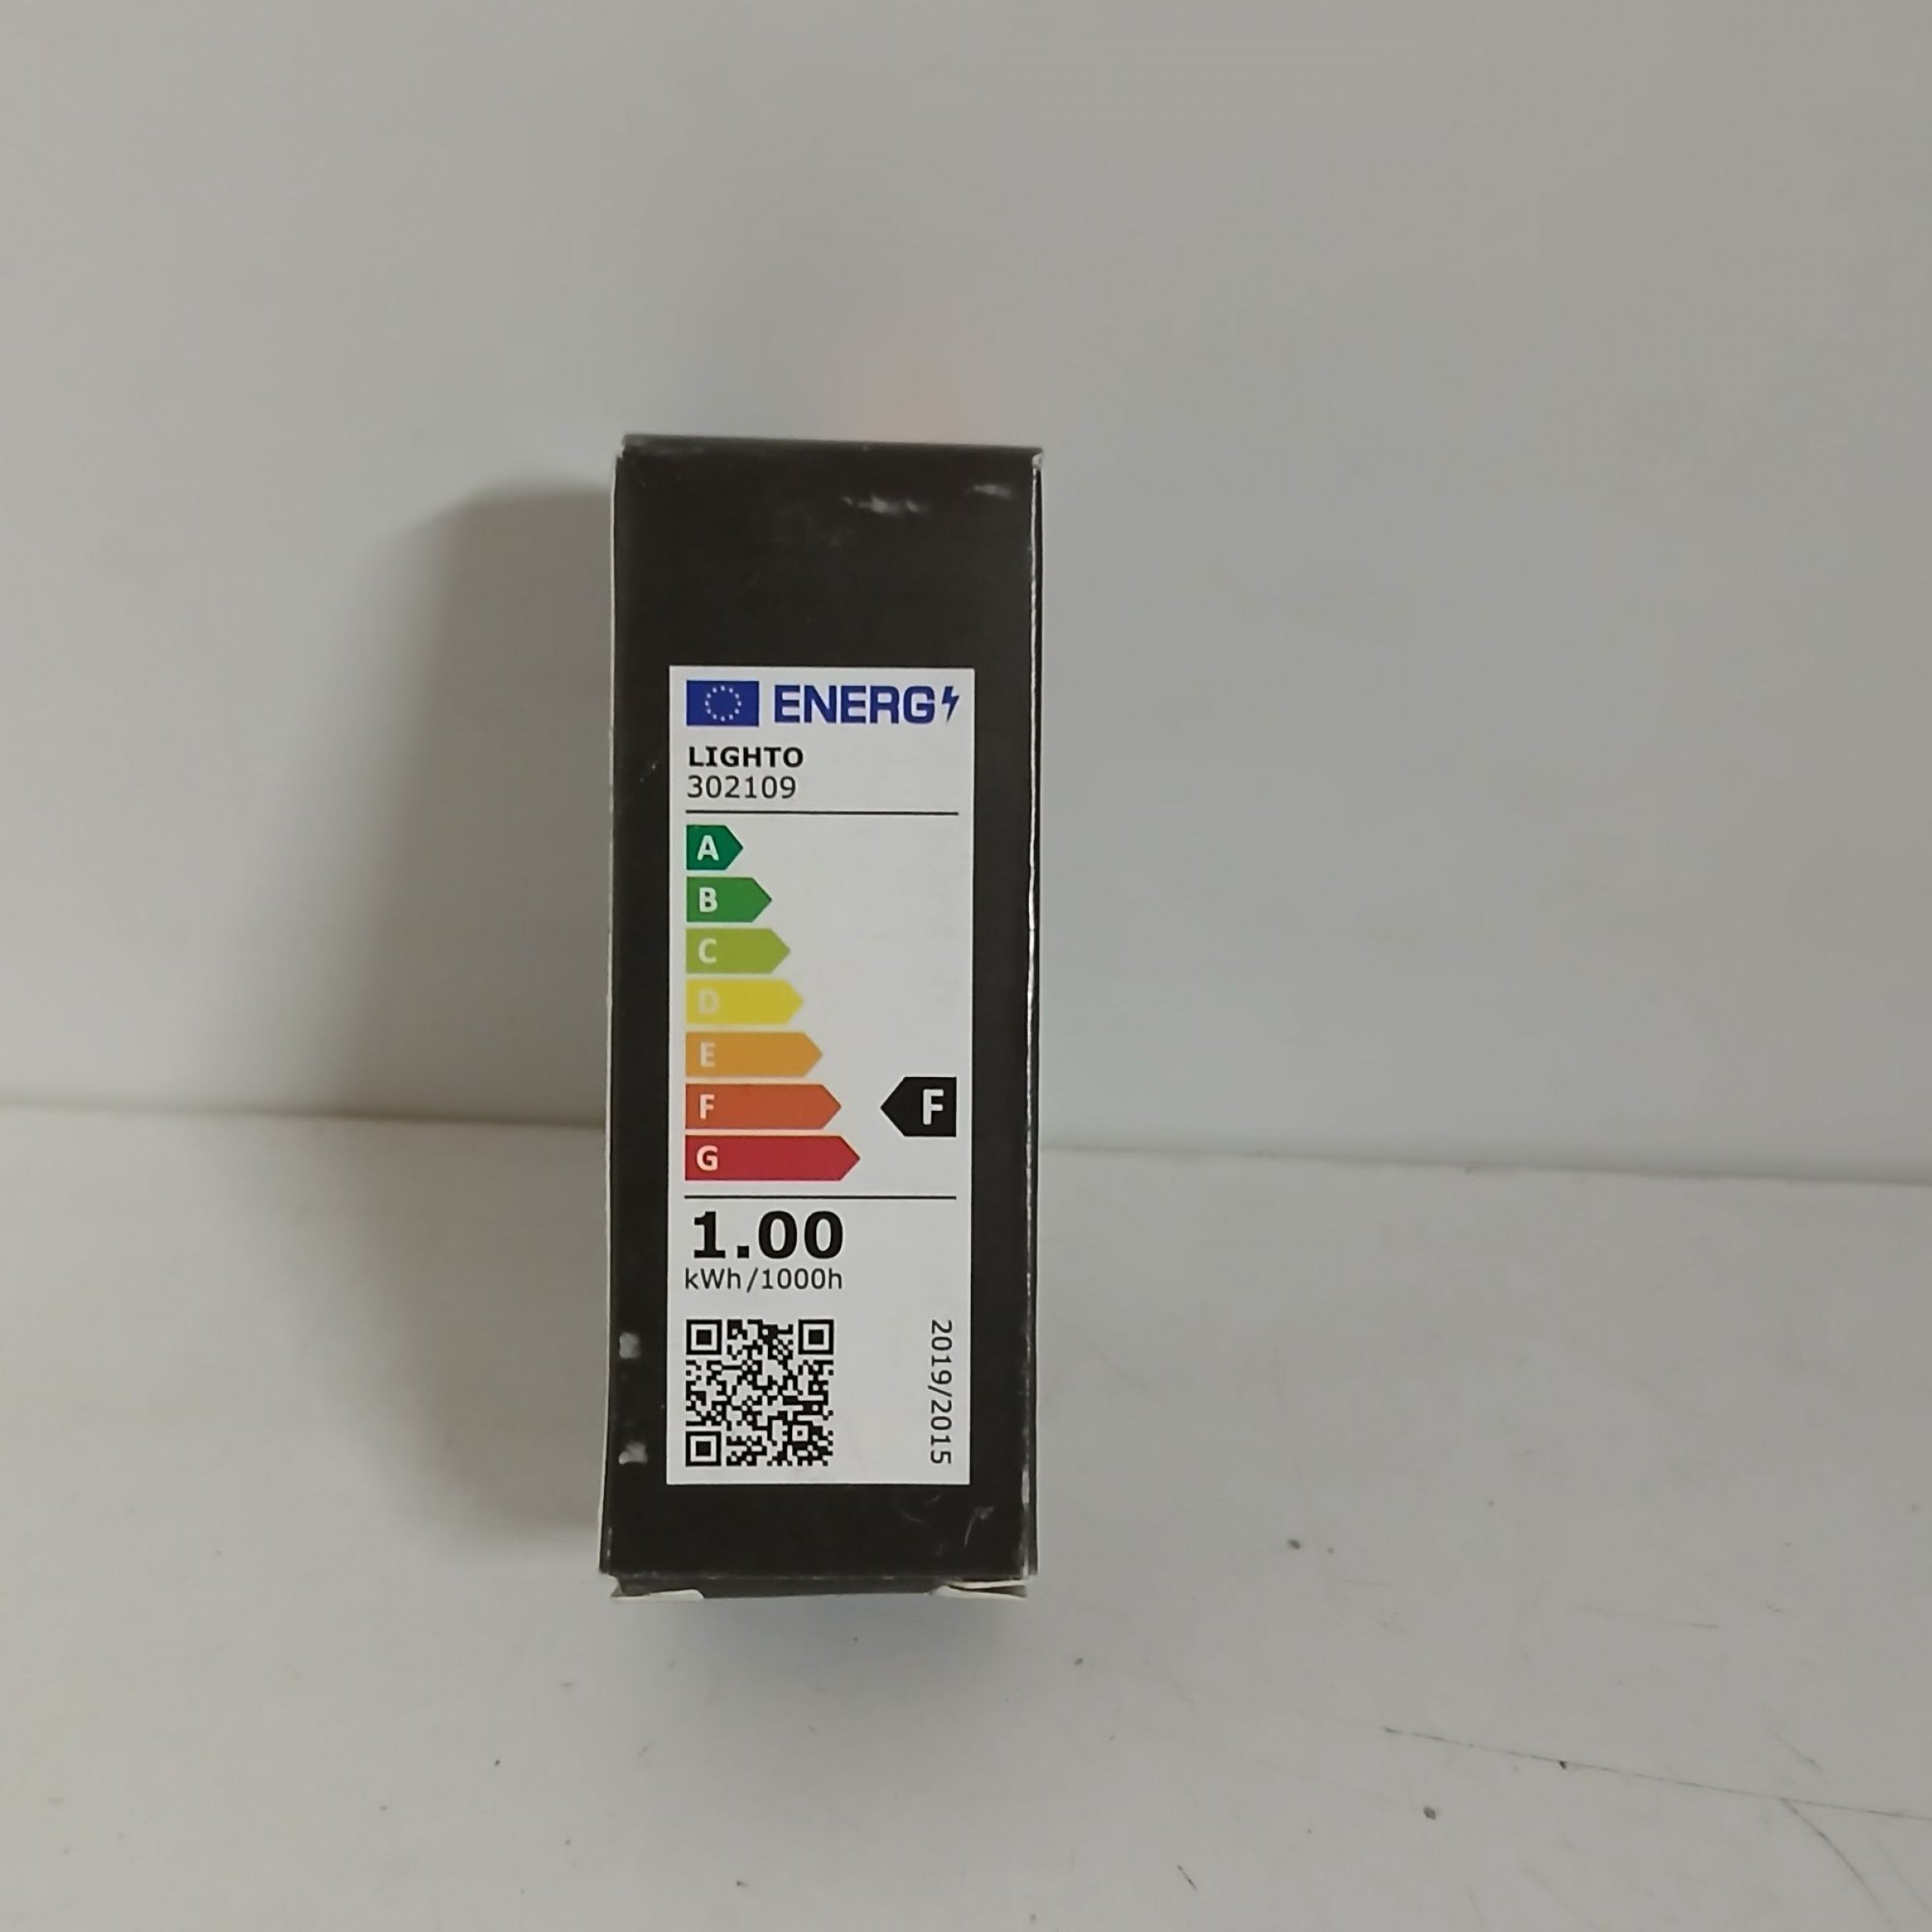 ENERG
LIGHTO
302109
A
B
C
D
E
F
F
G
1.00
kWh/1000h
2019/2015